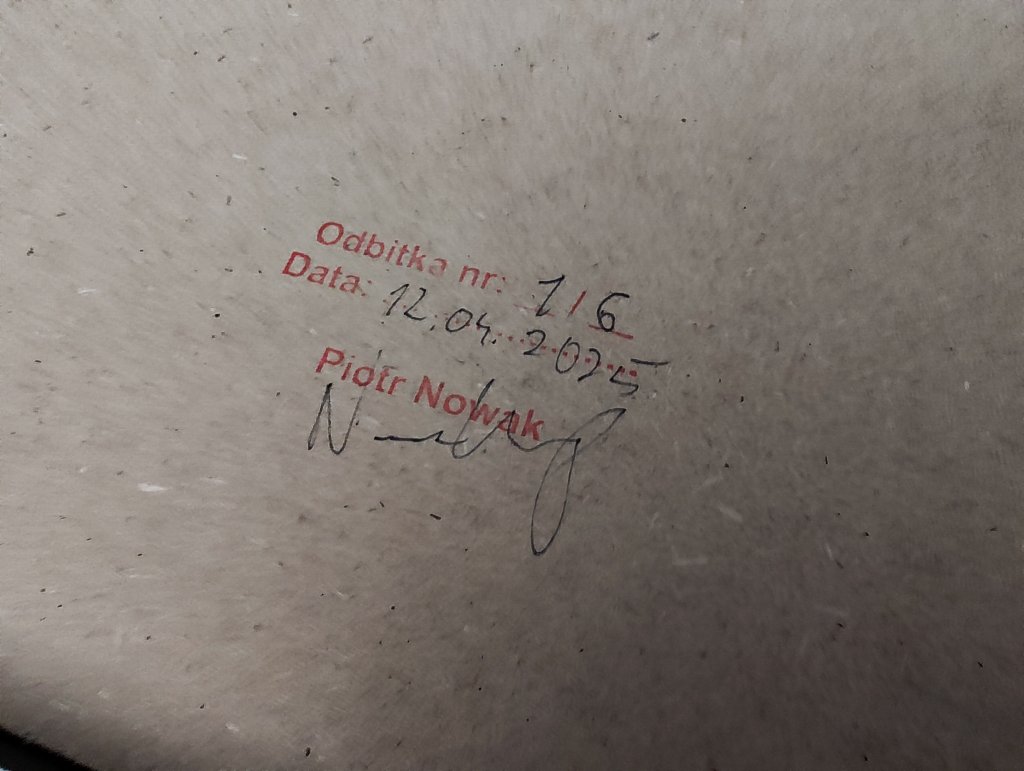 Odbitka nr: 1/6
Data: 12.04.2025
Piotr Nowak